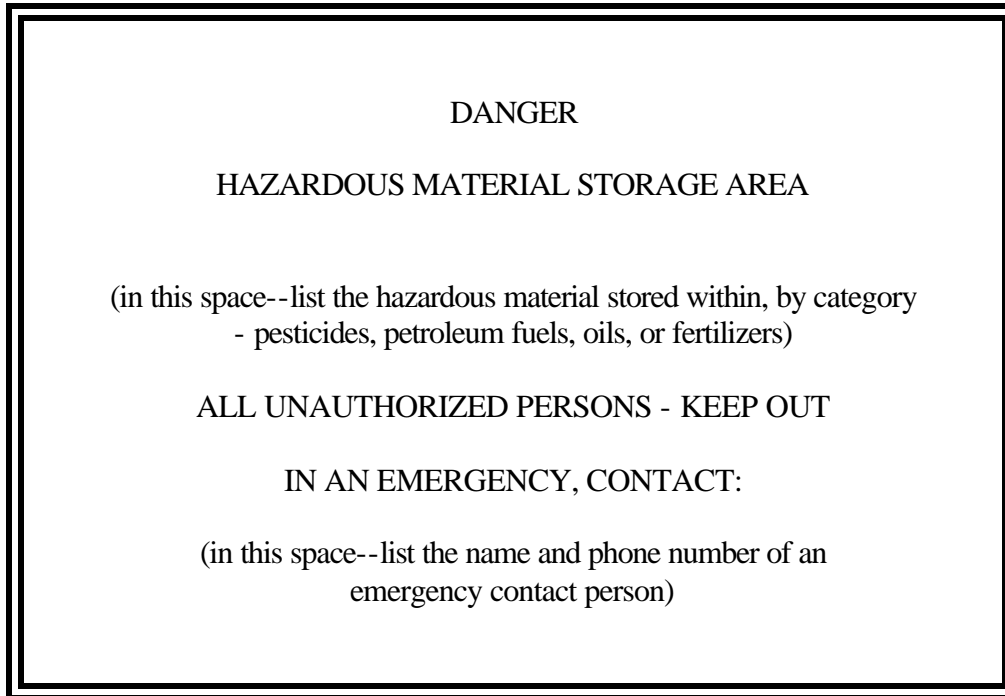 DANGER
HAZARDOUS MATERIAL STORAGE AREA
(in this space--list the hazardous material stored within, by category
- pesticides, petroleum fuels, oils, or fertilizers)
ALL UNAUTHORIZED PERSONS - KEEP OUT
IN AN EMERGENCY, CONTACT:
(in this space--list the name and phone number of an
emergency contact person)